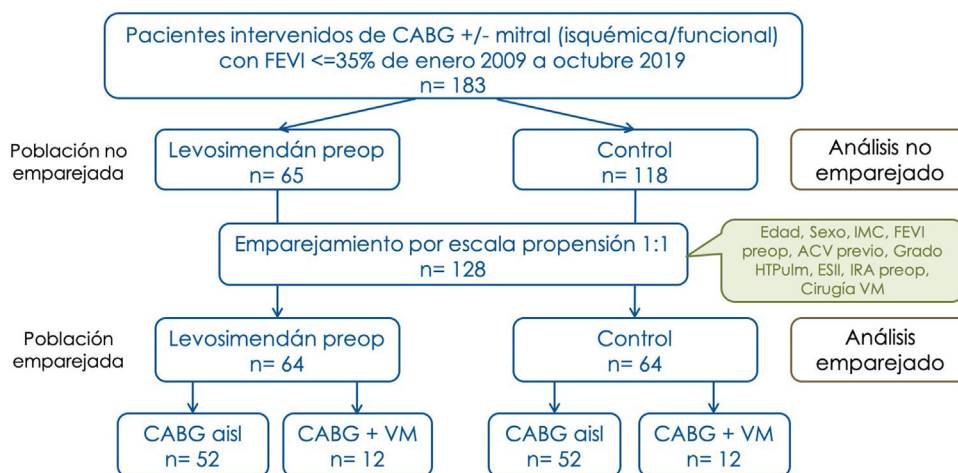 Pacientes intervenidos de CABG +/- mitral (isquémica/funcional)
con FEVI <=35% de enero 2009 a octubre 2019
n= 183
Población no
emparejada
Levosimendán preop
n= 65
Control
n= 118
Análisis no
emparejado
Emparejamiento por escala propensión 1:1
n= 128
Edad, Sexo, IMC, FEVI
preop, ACV previo, Grado
HTPulm, ESII, IRA preop,
Cirugía VM
Población
emparejada
Levosimendán preop
n= 64
Control
n= 64
Análisis
emparejado
CABG aisl
n= 52
CABG + VM
n= 12
CABG aisl
n= 52
CABG + VM
n= 12